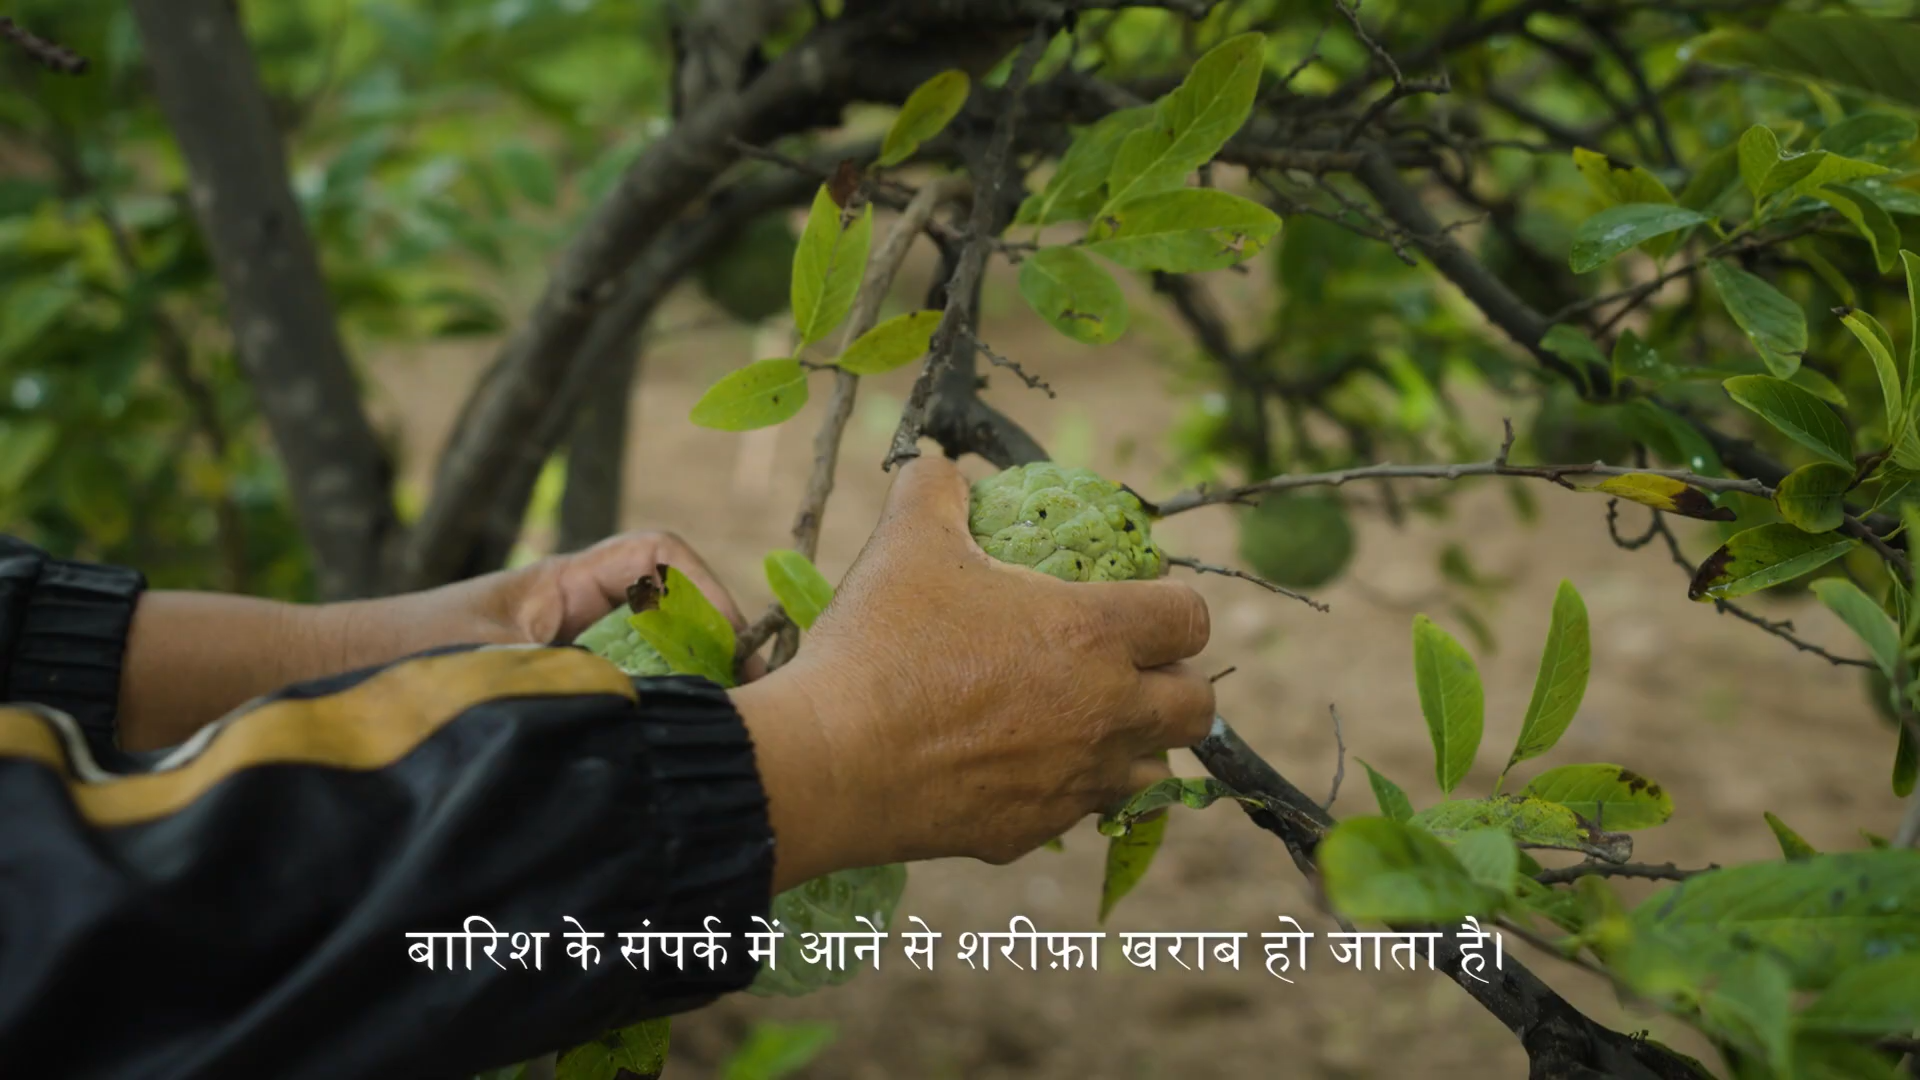 बारिश के संपर्क में आने से शरीफ़ा खराब हो जाता है।